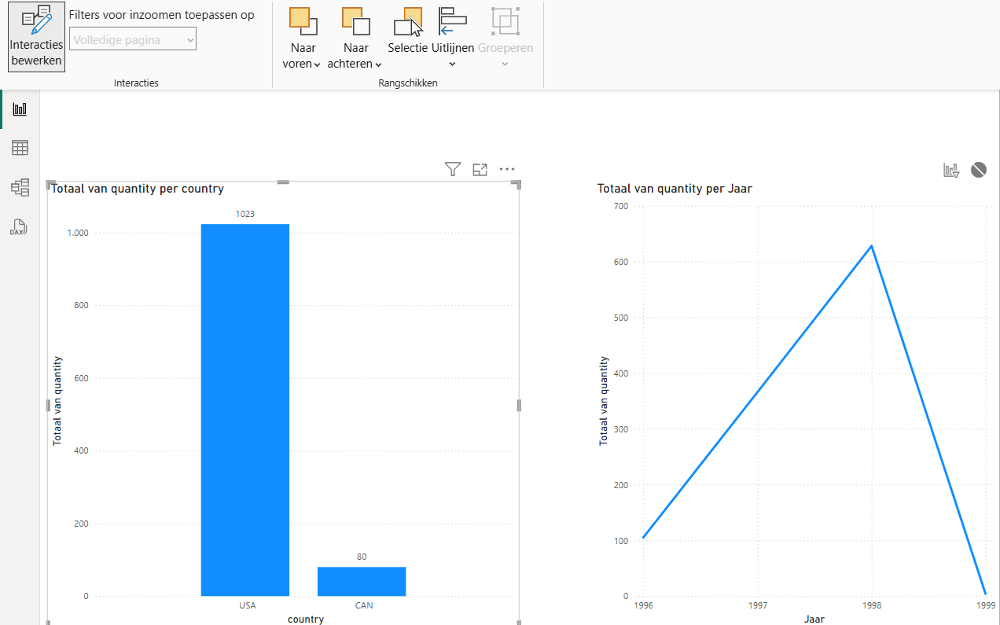 Filters voor inzoomen toepassen op
Interacties
bewerken
Volledige pagina
Interacties
Naar
voren
Naar
achteren
Selectie
Uitlijnen
Groeperen
Rangschikken
DAX
Totaal van quantity per country
1023
1.000
800
600
400
200
80
0
Totaal van quantity
USA
CAN
country
Totaal van quantity per Jaar
700
600
500
400
300
200
100
0
Totaal van quantity
1996
1997
1998
1999
Jaar